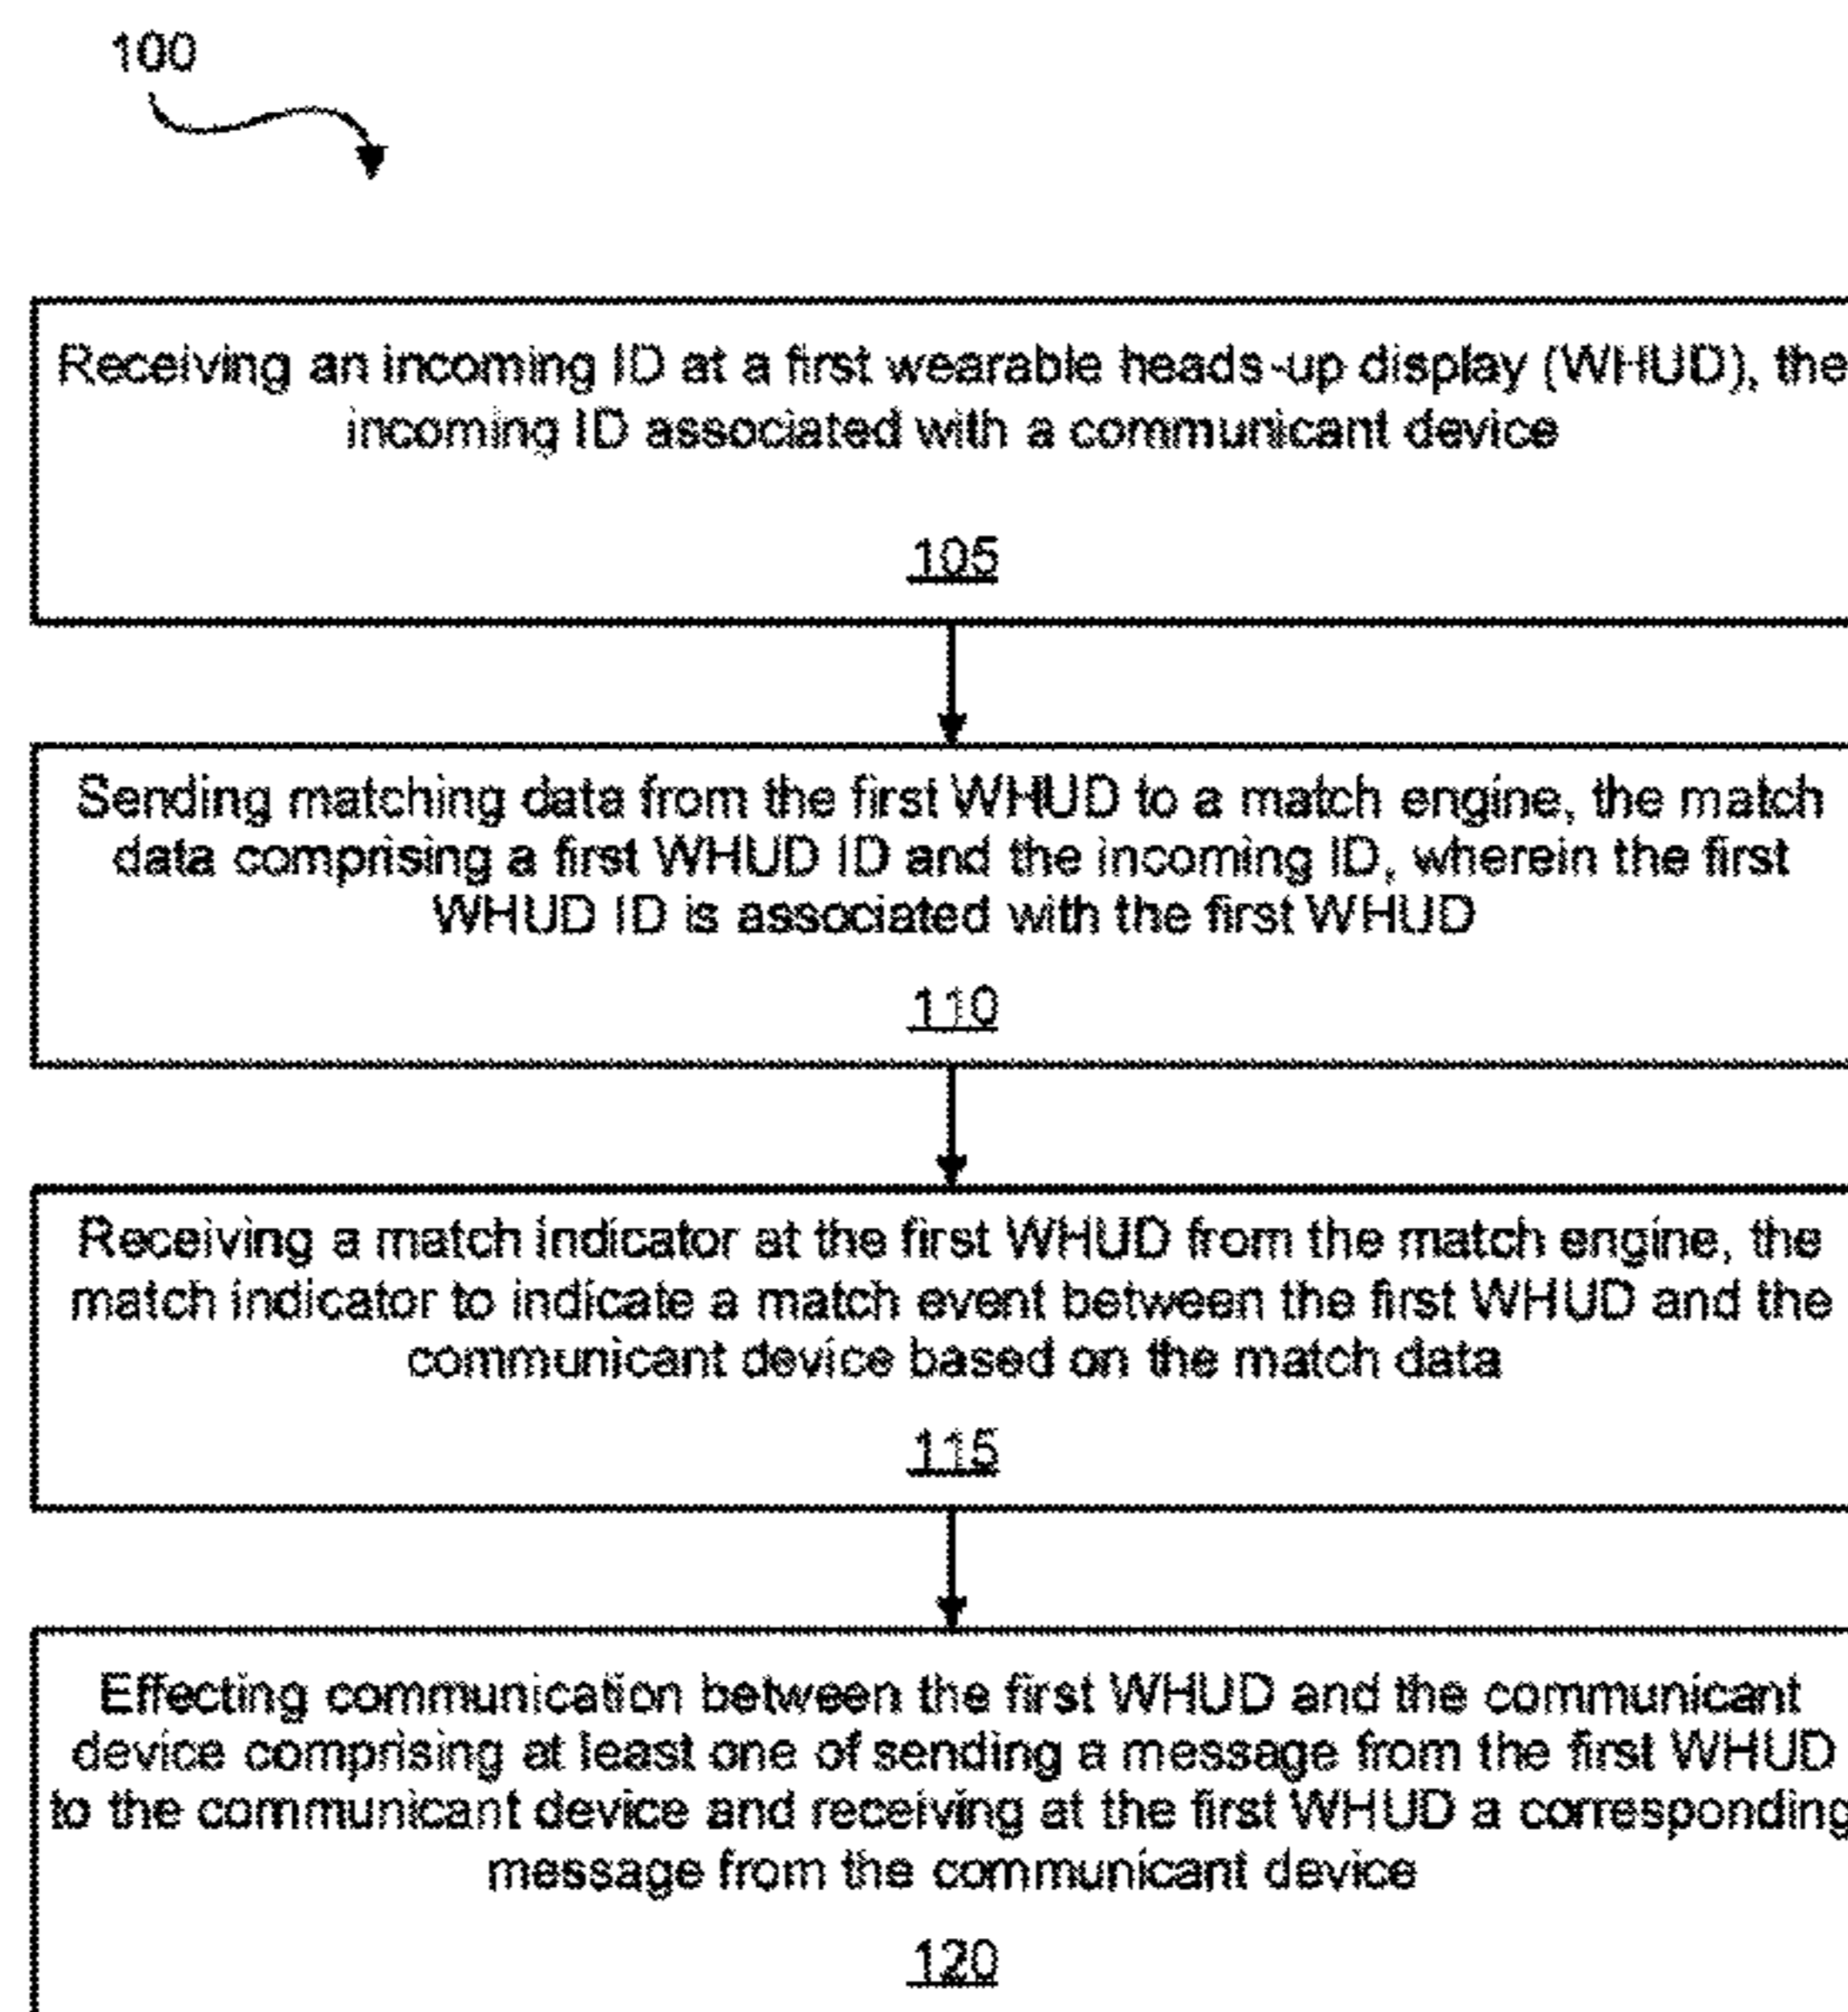 100
Receiving an incoming ID at a first wearable heads-up display (WHUD), the
incoming ID associated with a communicant device
105
Sending matching data from the first WHUD to a match engine, the match
data comprising a first WHUD ID and the incoming ID, wherein the first
WHUD ID is associated with the first WHUD
110
Receiving a match indicator at the first WHUD from the match engine, the
match indicator to indicate a match event between the first WHUD and the
communicant device based on the match data
115
Effecting communication between the first WHUD and the communicant
device comprising at least one of sending a message from the first WHUD
to the communicant device and receiving at the first WHUD a corresponding
message from the communicant device
120